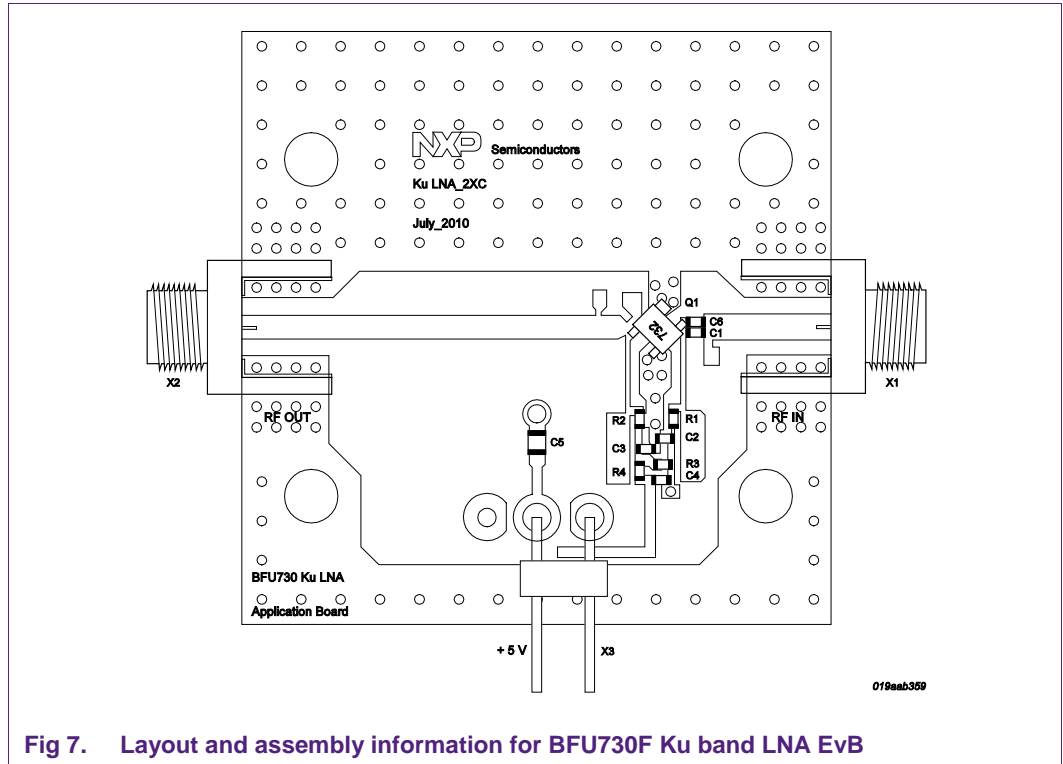 NXP Semiconductors
Ku LNA_2XC
July_2010
Q1
732
C6
C1
X2
X1
RF OUT
RF IN
R2
R1
C5
C2
C3
R4
R3
C4
BFU730 Ku LNA
Application Board
+ 5 V
X3
019aab359
Fig 7. Layout and assembly information for BFU730F Ku band LNA EvB